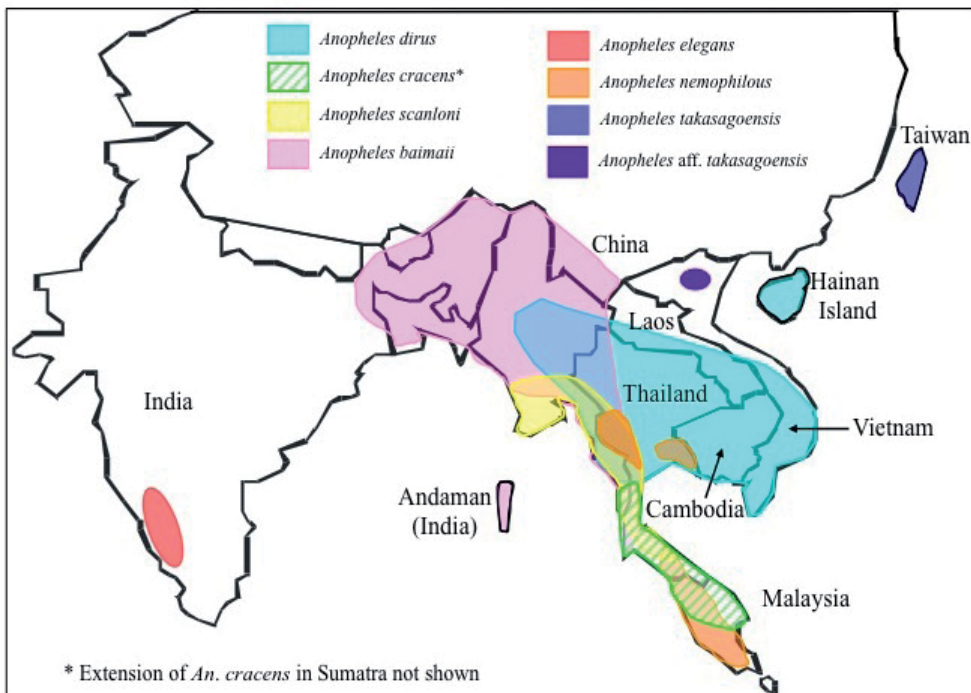 Anopheles dirus
Anopheles cracens*
Anopheles scanloni
Anopheles baimaii
Anopheles elegans
Anopheles nemophilous
Anopheles takasagoensis
Anopheles aff. takasagoensis
Taiwan
China
Hainan
Island
Laos
India
Thailand
Vietnam
Andaman
(India)
Cambodia
Malaysia
* Extension of An. cracens in Sumatra not shown